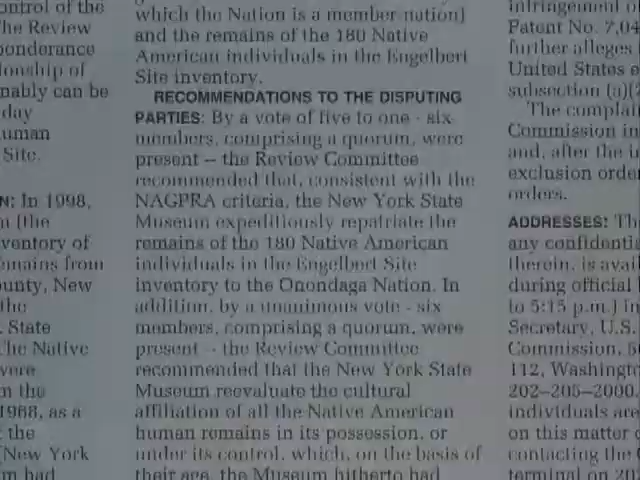 ontrol of the
The Review
ponderance
ionship of
nably can be
day
uman
Site.
N: In 1998,
m (the
ventory of
emains from
ounty, New
the
State
The Native
were
m the
1988, as a
the
(New York
m had
which the Nation is a member nation)
and the remains of the 180 Native
American individuals in the Engelbert
Site inventory.
RECOMMENDATIONS TO THE DISPUTING
PARTIES: By a vote of five to one - six
members, comprising a quorum, were
present – the Review Committee
recommended that, consistent with the
NAGPRA criteria, the New York State
Museum expeditiously repatriate the
remains of the 180 Native American
individuals in the Engelbert Site
inventory to the Onondaga Nation. In
addition, by a unanimous vote - six
members, comprising a quorum, were
present – the Review Committee
recommended that the New York State
Museum reevaluate the cultural
affiliation of all the Native American
human remains in its possession, or
under its control, which, on the basis of
their age, the Museum hitherto had
infringement o
Patent No. 7,04
further alleges
United States e
subsection (a)(2
The complai
Commission in
and, after the i
exclusion orde
orders.
ADDRESSES: Th
any confidentia
therein, is avail
during official
to 5:15 p.m.) in
Secretary, U.S.
Commission, 50
112, Washingto
202–205–2000.
individuals are
on this matter c
contacting the C
terminal on 20